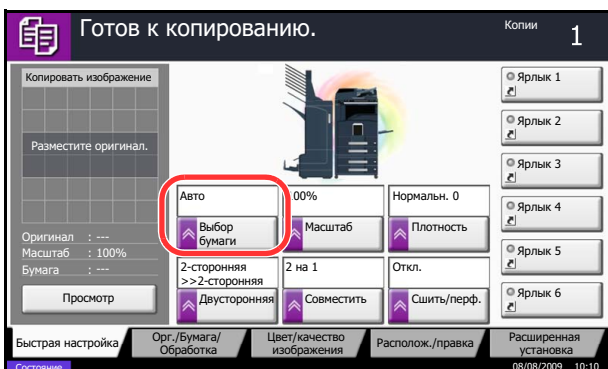 Готов к копированию.
Копии 1
Копировать изображение
Разместите оригинал.
Оригинал : ---
Масштаб : 100%
Бумага : ---
Просмотр
Авто
Выбор
бумаги
100%
Масштаб
Нормальн. 0
Плотность
2-сторонняя
>>2-сторонняя
Двусторонняя
2 на 1
Совместить
Откл.
Сшить/перф.
Ярлык 1
Ярлык 2
Ярлык 3
Ярлык 4
Ярлык 5
Ярлык 6
Быстрая настройка
Орг./Бумага/
Обработка
Цвет/качество
изображения
Располож./правка
Расширенная
установка
Состояние
08/08/2009 10:10